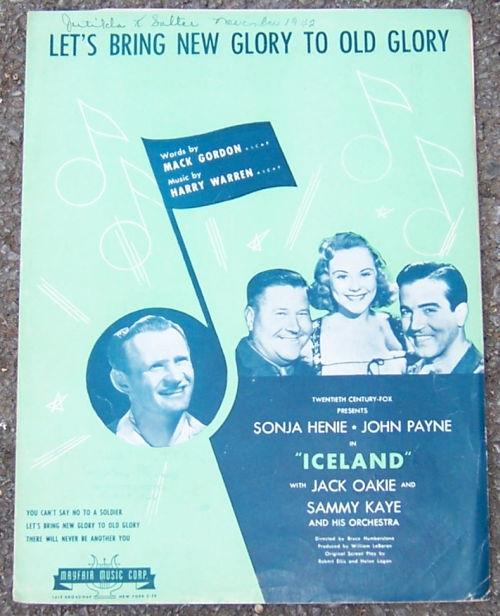 November 1942
LET'S BRING NEW GLORY TO OLD GLORY
Words by
MACK GORDON A.S.C.A.P.
Music by
HARRY WARREN A.S.C.A.P.
TWENTIETH CENTURY-FOX
PRESENTS
SONJA HENIE * JOHN PAYNE
IN
"ICELAND"
WITH JACK OAKIE AND
SAMMY KAYE
AND HIS ORCHESTRA
Directed by Bruce Humberstone
Produced by William LeBaron
Original Screen Play by
Robert Ellis and Helen Logan
YOU CAN'T SAY NO TO A SOLDIER
LET'S BRING NEW GLORY TO OLD GLORY
THERE WILL NEVER BE ANOTHER YOU
MAYFAIR MUSIC CORP.
1619 BROADWAY NEW YORK